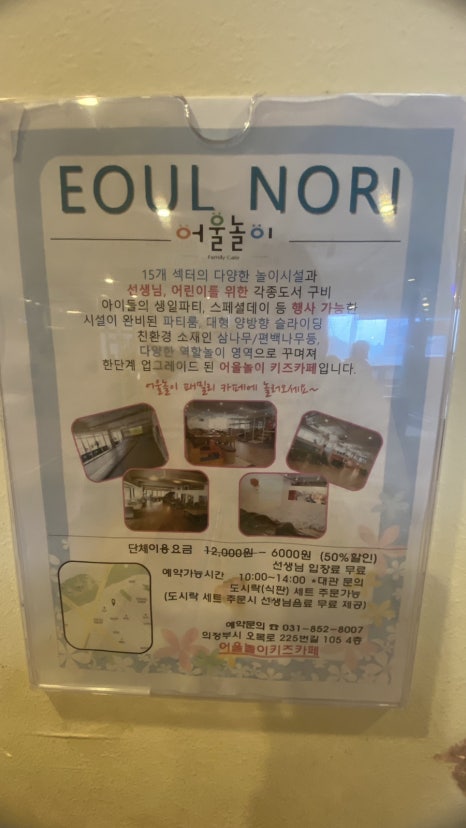 EOUL NORI
어울놀이
Family Cafe
15개 섹터의 다양한 놀이시설과
선생님, 어린이를 위한 각종도서 구비
아이들의 생일파티, 스페셜데이 등 행사 가능한
시설이 완비된 파티룸, 대형 양방향 슬라이딩
친환경 소재인 삼나무/편백나무등,
다양한 역할놀이 영역으로 꾸며져
한단계 업그레이드 된 어울놀이 키즈카페입니다.
어울놀이 패밀리 카페에 놀러오세요~
단체이용요금 12,000원 - 6000원 (50%할인)
선생님 입장료 무료
예약가능시간 10:00~14:00 *대관 문의
도시락(식판) 세트 주문가능
(도시락 세트 주문시 선생님음료 무료 제공)
예약문의 ☎ 031-852-8007
의정부시 오목로 225번길 105 4층
어울놀이키즈카페